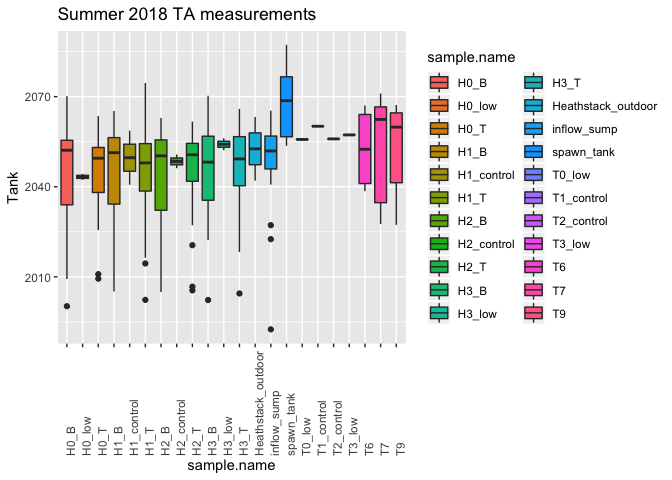 Summer 2018 TA measurements
Tank
2070
2040
2010
H0_B
H0_low
H0_T
H1_B
H1_control
H1_T
H2_B
H2_control
H2_T
H3_B
H3_low
H3_T
Heathstack_outdoor
inflow_sump
spawn_tank
T0_low
T1_control
T2_control
T3_low
T6
T7
T9
sample.name
sample.name
H0_B
H0_low
H0_T
H1_B
H1_control
H1_T
H2_B
H2_control
H2_T
H3_B
H3_low
H3_T
Heathstack_outdoor
inflow_sump
spawn_tank
T0_low
T1_control
T2_control
T3_low
T6
T7
T9